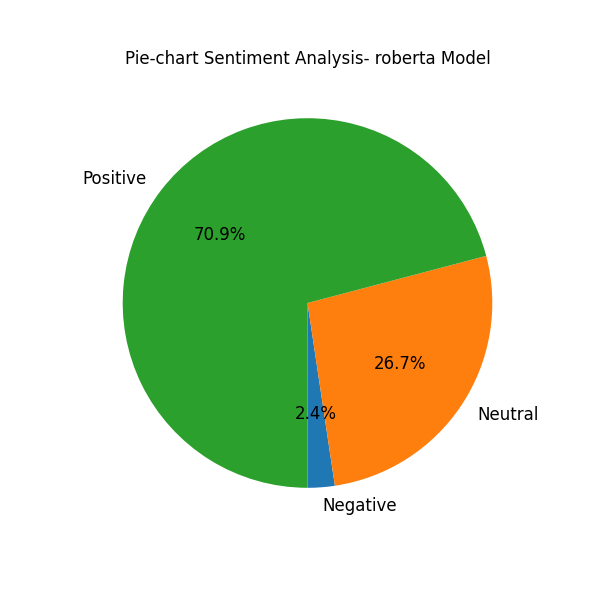 Pie-chart Sentiment Analysis- roberta Model
Positive
70.9%
26.7%
2.4%
Neutral
Negative